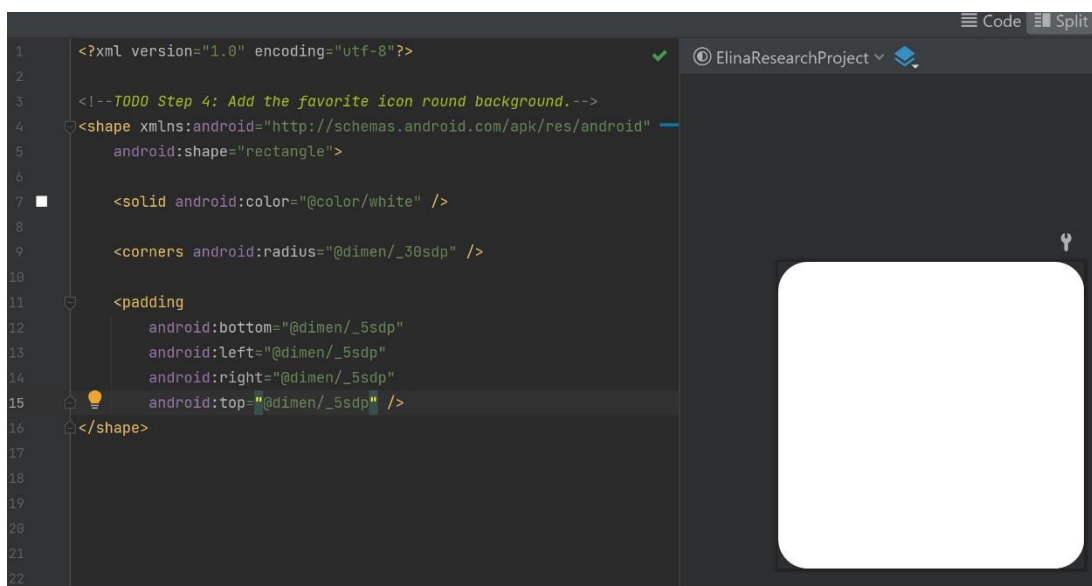 Code Split
ElinaResearchProject
1 <?xml version="1.0" encoding="utf-8"?>
2
3 <!--TODO Step 4: Add the favorite icon round background.-->
4 <shape xmlns:android="http://schemas.android.com/apk/res/android"
5 android:shape="rectangle">
6
7 <solid android:color="@color/white" />
8
9 <corners android:radius="@dimen/_30sdp" />
10
11 <padding
12 android:bottom="@dimen/_5sdp"
13 android:left="@dimen/_5sdp"
14 android:right="@dimen/_5sdp"
15 android:top="@dimen/_5sdp" />
16 </shape>
17
18
19
20
21
22